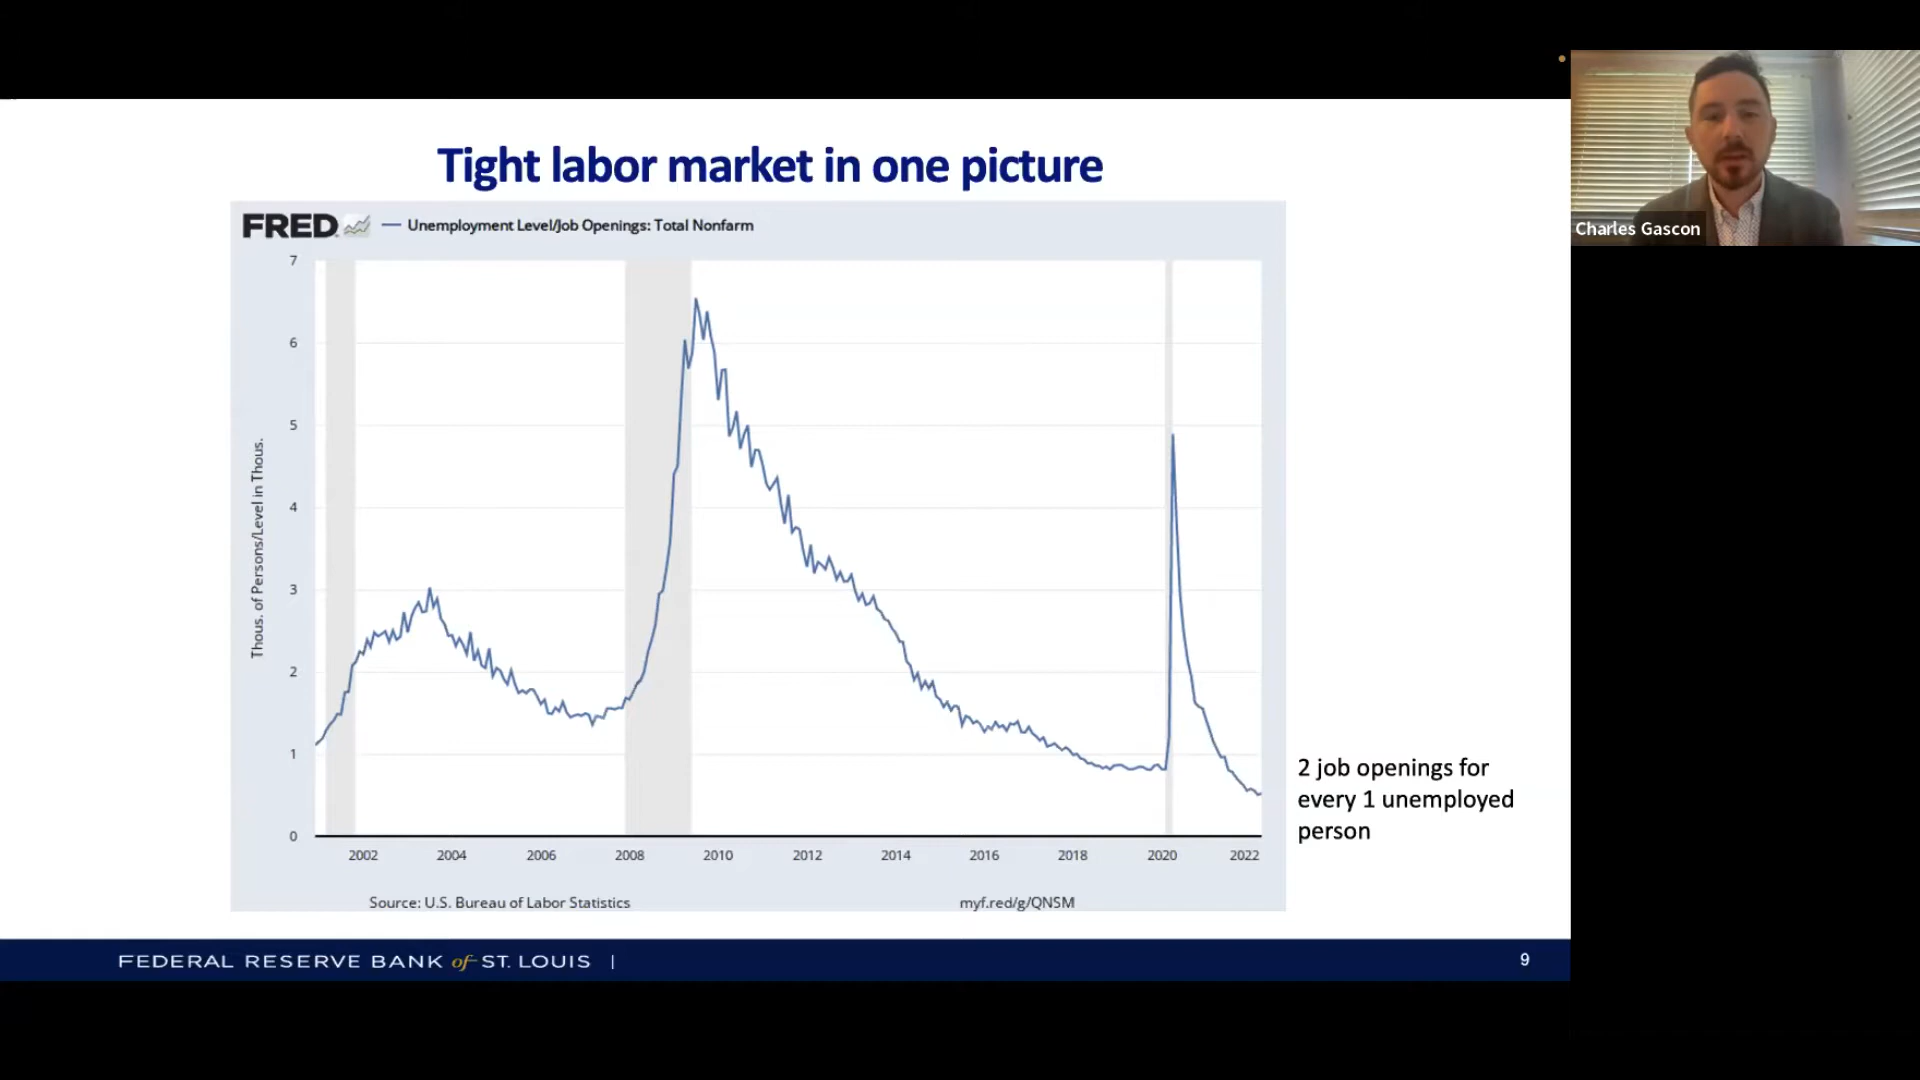 Tight labor market in one picture
FRED
Unemployment Level/Job Openings: Total Nonfarm
Thous. of Persons/Level in Thous.
7
6
5
4
3
2
1
0
2002 2004 2006 2008 2010 2012 2014 2016 2018 2020 2022
Source: U.S. Bureau of Labor Statistics
myf.red/g/QNSM
2 job openings for
every 1 unemployed
person
FEDERAL RESERVE BANK of ST. LOUIS |
9
Charles Gascon